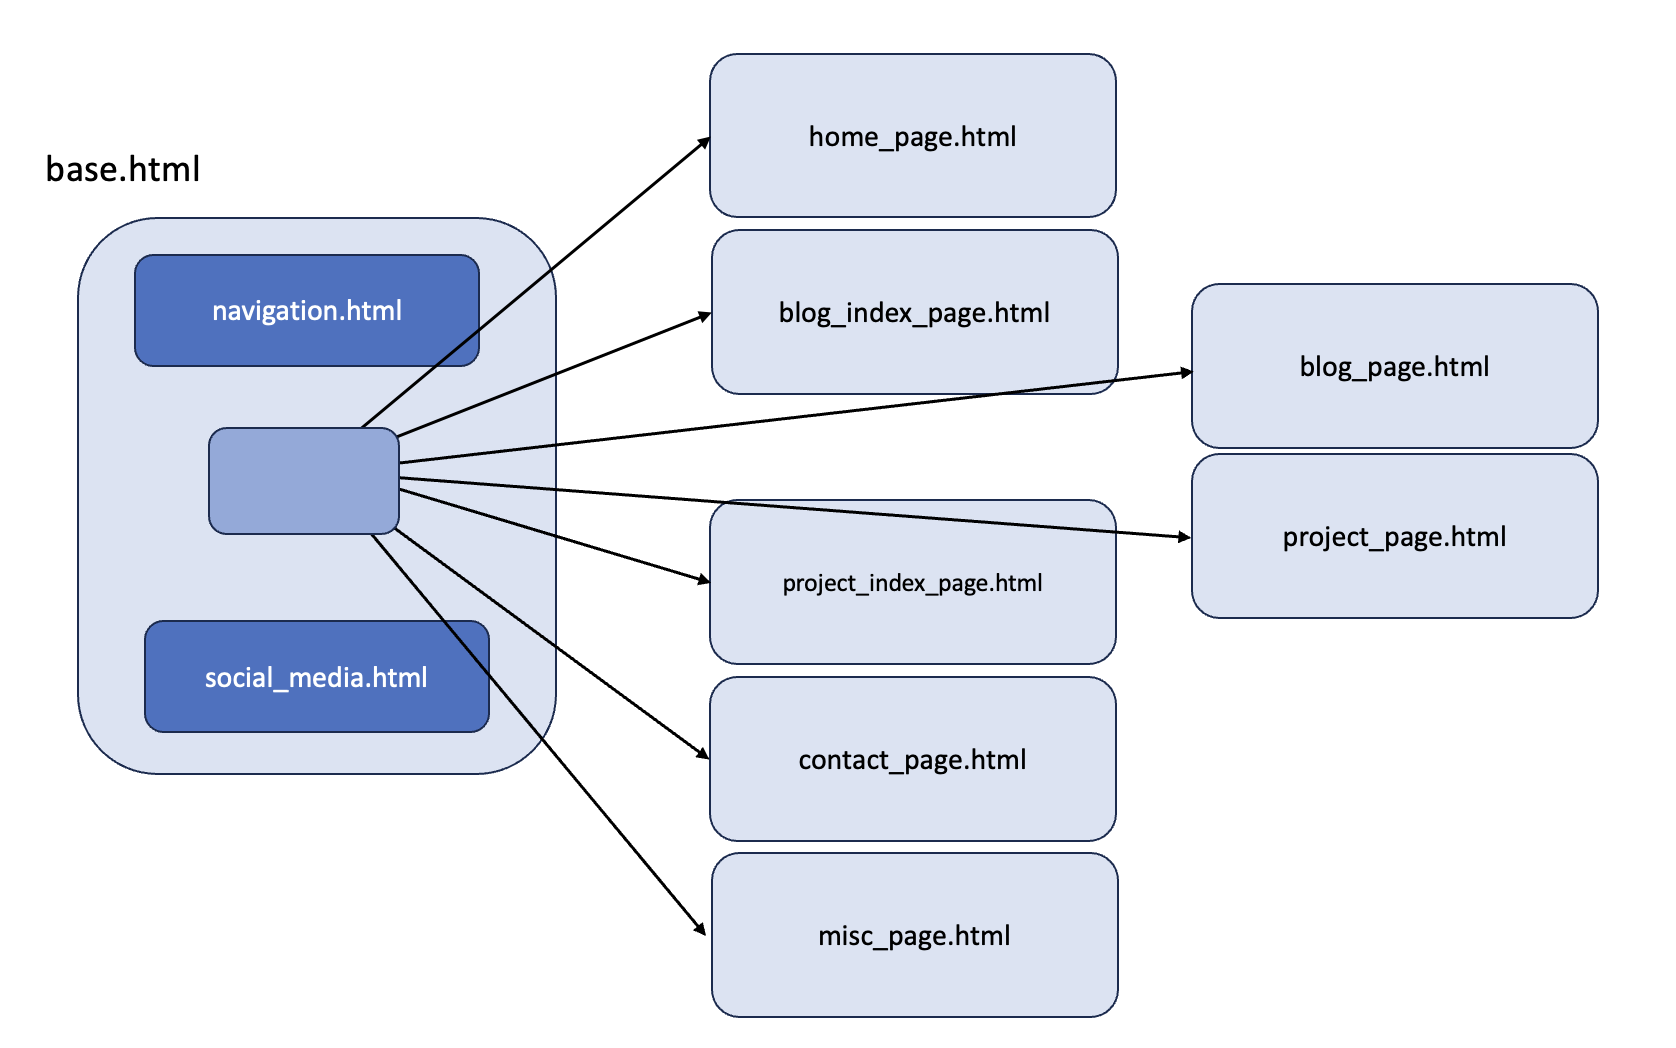 base.html
navigation.html
social_media.html
home_page.html
blog_index_page.html
project_index_page.html
contact_page.html
misc_page.html
blog_page.html
project_page.html